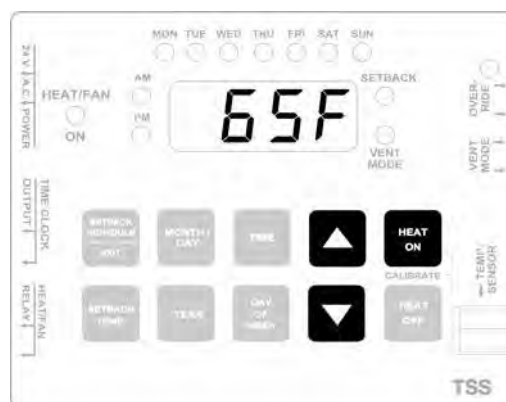 MON TUE WED THU FRI SAT SUN
24V
A.C.
POWER
HEAT/FAN
ON
AM
PM
65F
SETBACK
VENT
MODE
OVER-
RIDE
VENT
MODE
TIME CLOCK
OUTPUT
SETBACK
SCHEDULE
MONTH /
DAY
TIME
HEAT
ON
CALIBRATE
TEMP.
SENSOR
HEAT/FAN
RELAY
SETBACK
TEMP
YEAR
DAY
OF
WEEK
HEAT
OFF
TSS